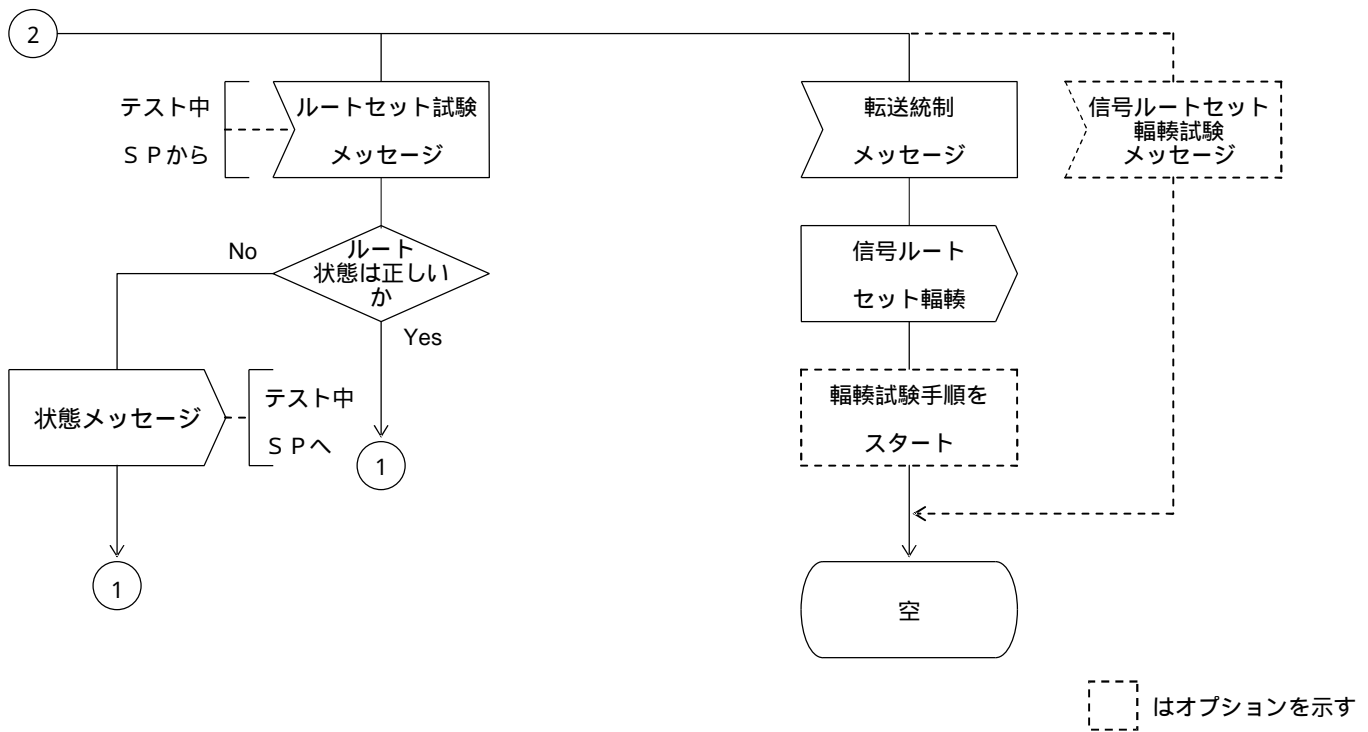 2
テスト中
ＳＰから
ルートセット試験
メッセージ
転送統制
メッセージ
信号ルートセット
輻輳試験
メッセージ
No
ルート
状態は正しい
か
Yes
信号ルート
セット輻輳
状態メッセージ
テスト中
ＳＰへ
1
輻輳試験手順を
スタート
1
空
はオプションを示す